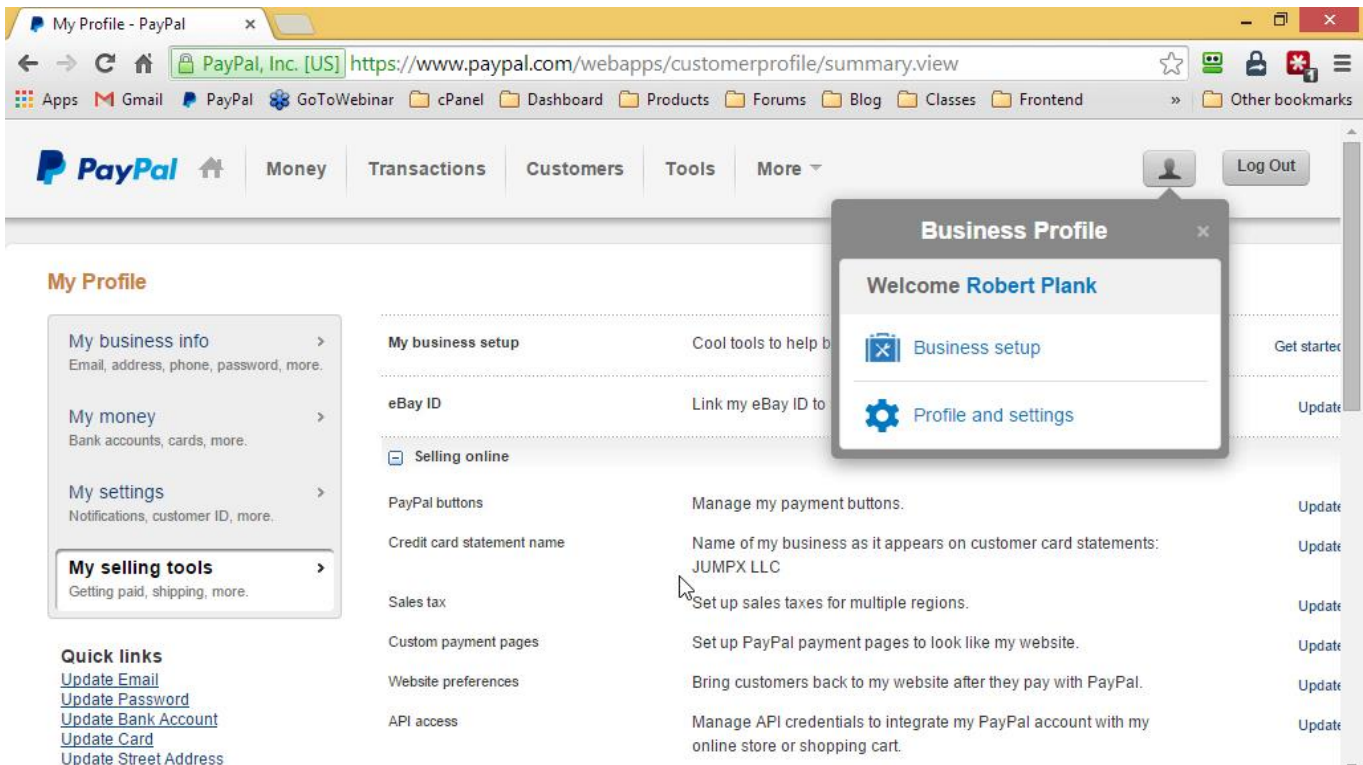 My Profile - PayPal
PayPal, Inc. [US] https://www.paypal.com/webapps/customerprofile/summary.view
1
Apps Gmail PayPal GoToWebinar cPanel Dashboard Products Forums Blog Classes Frontend » Other bookmarks
PayPal Money Transactions Customers Tools More Log Out
Business Profile ×
Welcome Robert Plank
Business setup
Profile and settings
My Profile
My business info
Email, address, phone, password, more.
My money
Bank accounts, cards, more.
My settings
Notifications, customer ID, more.
My selling tools
Getting paid, shipping, more.
Quick links
Update Email
Update Password
Update Bank Account
Update Card
Update Street Address
My business setup Cool tools to help b Get started
eBay ID Link my eBay ID to Update
Selling online
PayPal buttons Manage my payment buttons. Update
Credit card statement name Name of my business as it appears on customer card statements: Update
JUMPX LLC
Sales tax Set up sales taxes for multiple regions. Update
Custom payment pages Set up PayPal payment pages to look like my website. Update
Website preferences Bring customers back to my website after they pay with PayPal. Update
API access Manage API credentials to integrate my PayPal account with my Update
online store or shopping cart.